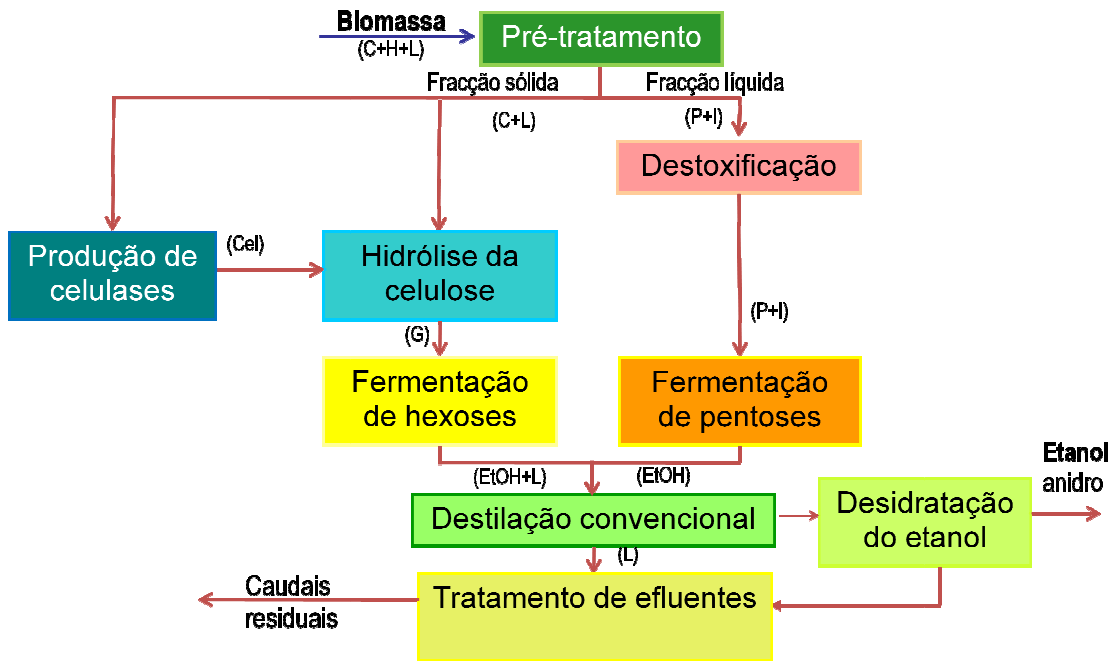 Biomassa
(C+H+L)
Pré-tratamento
Fracção sólida
Fracção líquida
(C+L)
(P+I)
Destoxificação
Produção de
celulases
(Cel)
Hidrólise da
celulose
(P+I)
(G)
Fermentação
de hexoses
Fermentação
de pentoses
(EtOH+L)
(EtOH)
Etanol
anidro
Destilação convencional
Desidratação
do etanol
(L)
Tratamento de efluentes
Caudais
residuais